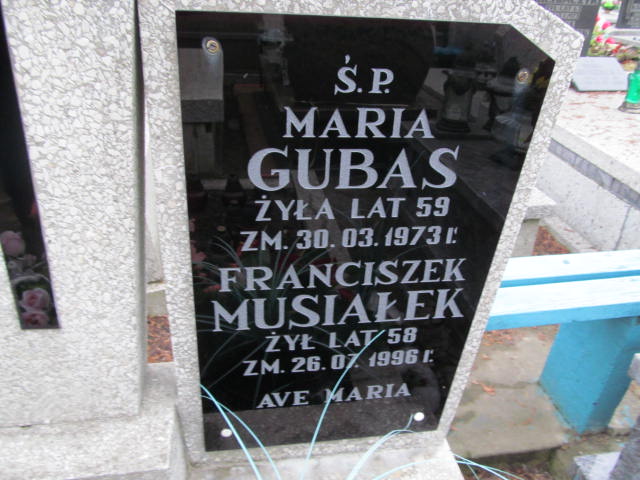 Ś.P.
MARIA
GUBAS
ŻYŁA LAT 59
ZM. 30.03.1973 r.
FRANCISZEK
MUSIAŁEK
ŻYŁ LAT 58
ZM. 26.07.1996 r.
AVE MARIA